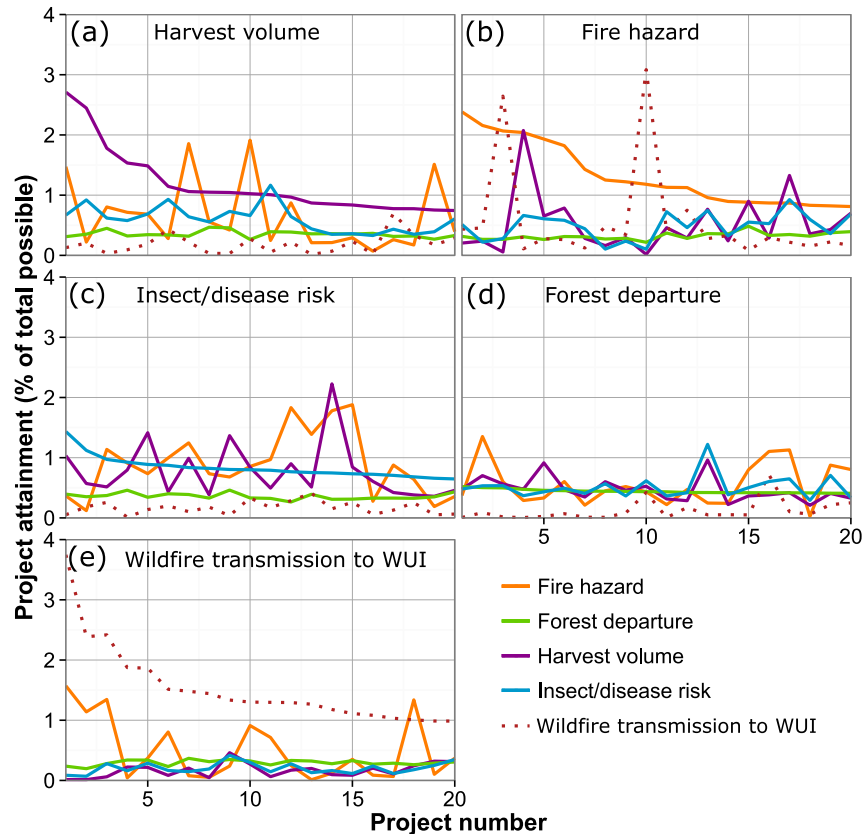 (a) Harvest volume
(b) Fire hazard
4
3
2
1
0
(c) Insect/disease risk
(d) Forest departure
4
3
2
1
0
5 10 15 20
(e) Wildfire transmission to WUI
4
3
2
1
0
5 10 15 20
Project attainment (% of total possible)
Project number
Fire hazard
Forest departure
Harvest volume
Insect/disease risk
Wildfire transmission to WUI